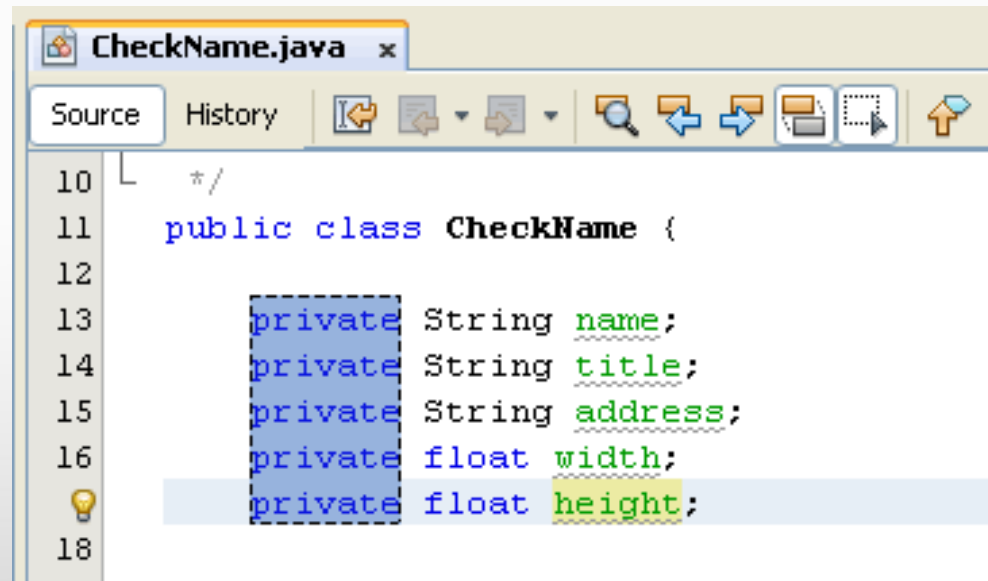 CheckName.java x
Source History
10 */
11 public class CheckName {
12
13 private String name;
14 private String title;
15 private String address;
16 private float width;
private float height;
18